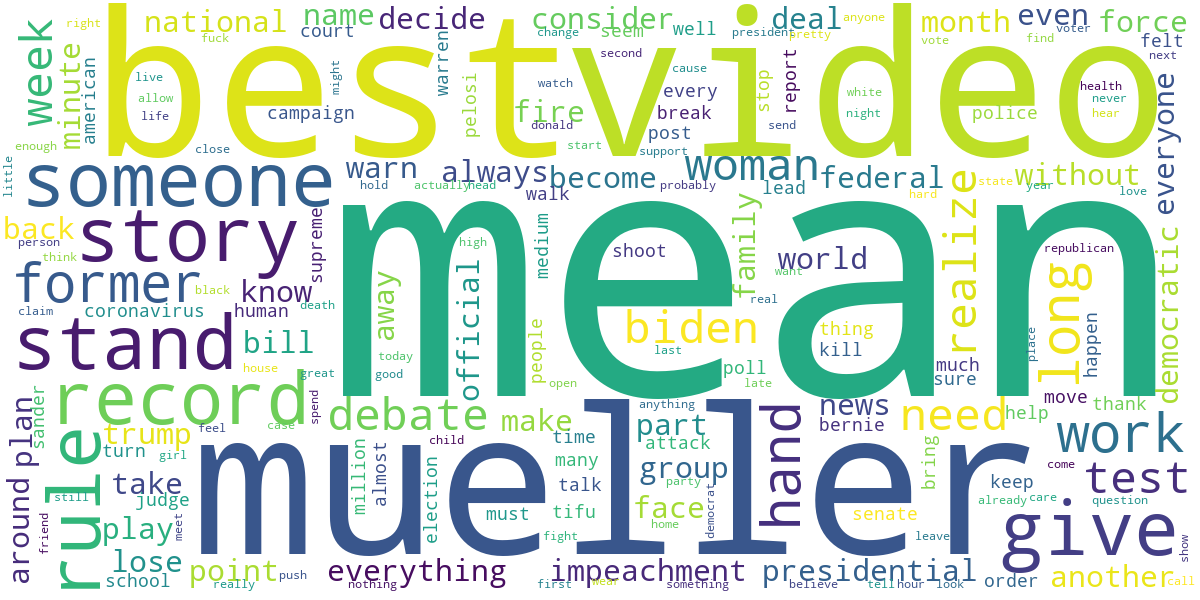 bestvideo
mean
mueller
someone
story
former
stand
record
rule
give
work
test
hand
long
realize
woman
need
biden
debate
week
minute
american
national
name
court
decide
consider
seem
well
deal
president
pretty
anyone
month
even
force
right
fuck
change
vote
find
voter
felt
next
live
allow
life
might
campaign
warren
pelosi
fire
second
cause
watch
every
break
post
donald
start
support
send
stop
report
white
night
police
health
never
hear
everyone
enough
close
little
warn
hold
always
actually
head
become
walk
probably
lead
federal
hard
state
without
year
love
back
person
think
supreme
know
black
human
coronavirus
claim
death
bill
house
great
away
today
good
official
high
medium
people
shoot
last
family
world
want
real
thing
kill
poll
late
open
much
sure
republican
place
happen
democratic
move
help
thank
sander
around
plan
trump
turn
girl
feel
case
spend
take
judge
still
play
lose
school
friend
meet
point
push
really
million
almost
child
everything
nothing
election
make
time
many
talk
tifu
must
fight
first
wear
impeachment
something
anything
part
attack
group
party
face
home
democrat
news
bernie
senate
leave
presidential
believe
tell
hour
look
order
bring
keep
already
care
come
question
another
call
show